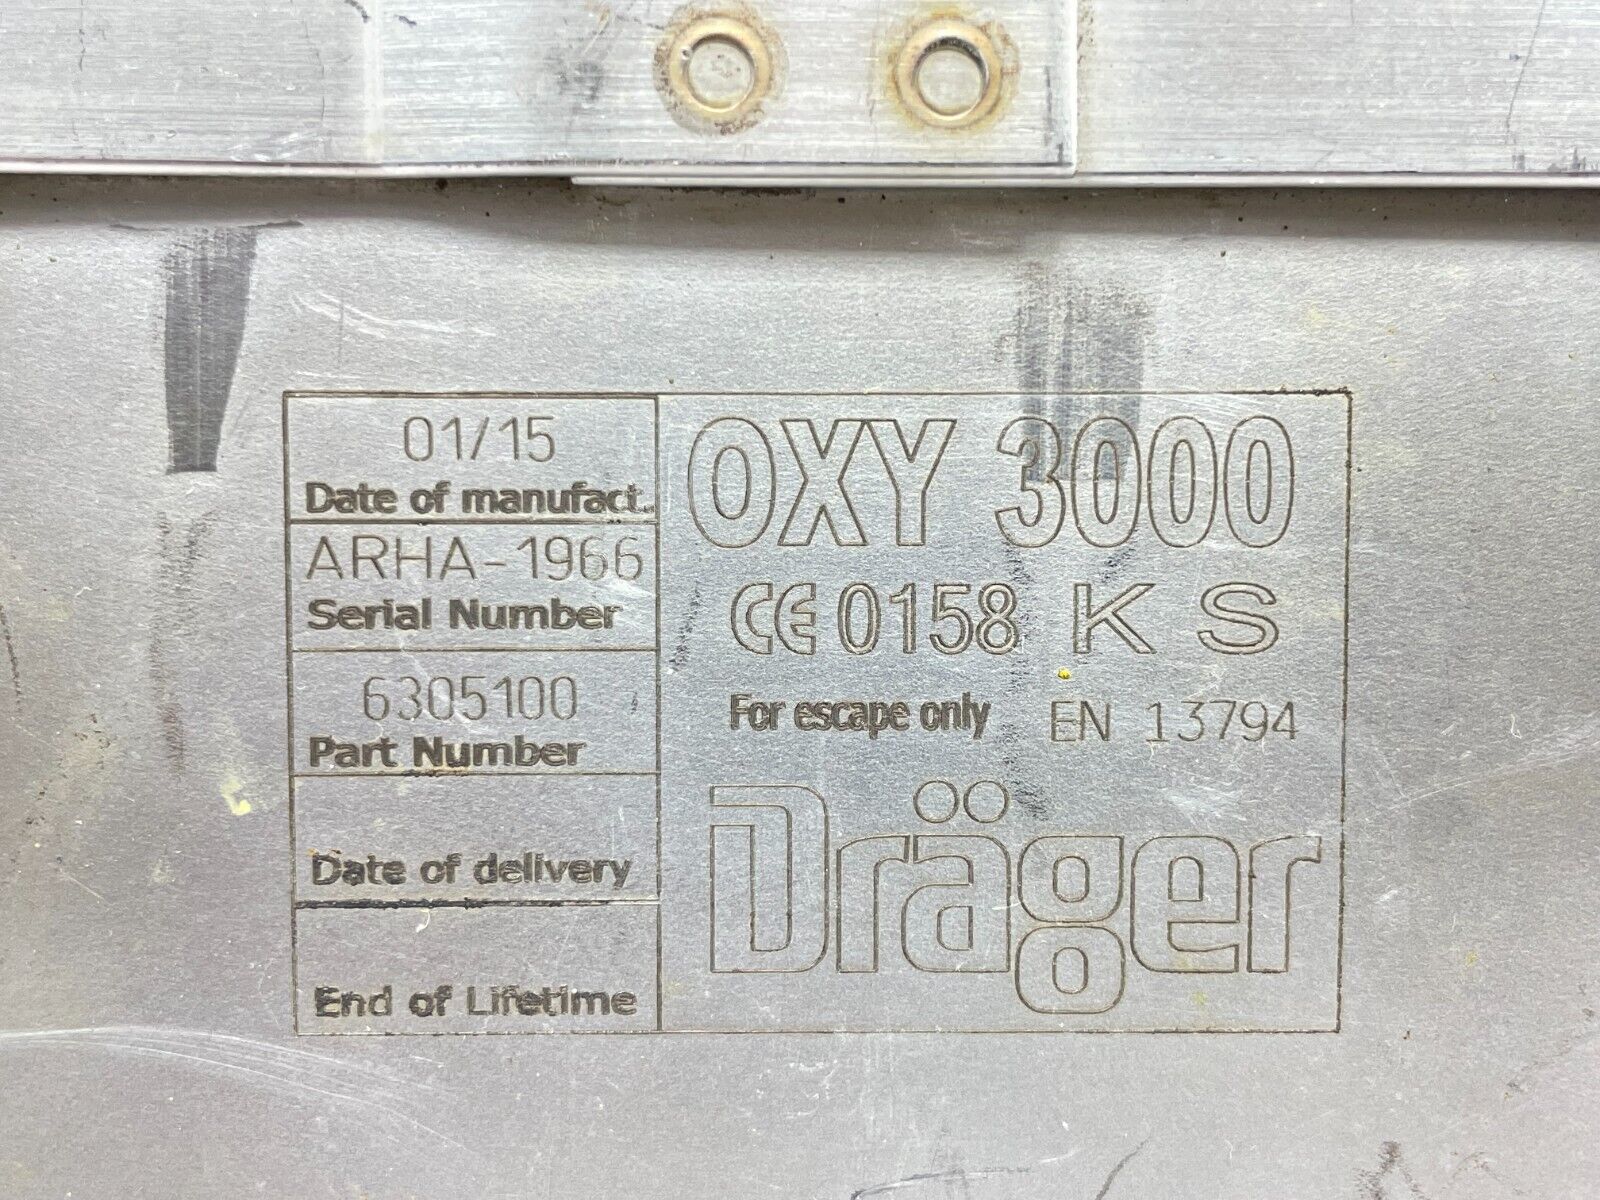 01/15
Date of manufact.
ARHA-1966
Serial Number
6305100
Part Number
Date of delivery
End of Lifetime
OXY 3000
CE 0158 K S
For escape only EN 13794
Dräger